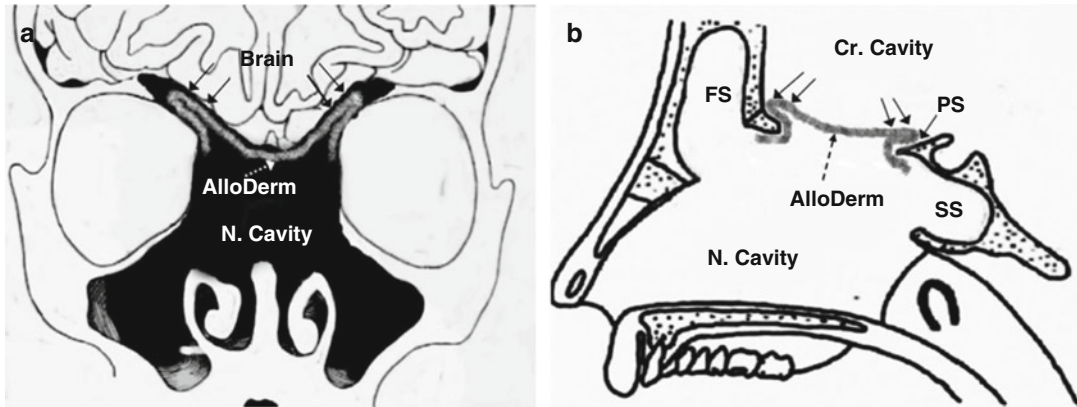 a
Brain
AlloDerm
N. Cavity
b
Cr. Cavity
FS
PS
AlloDerm
SS
N. Cavity